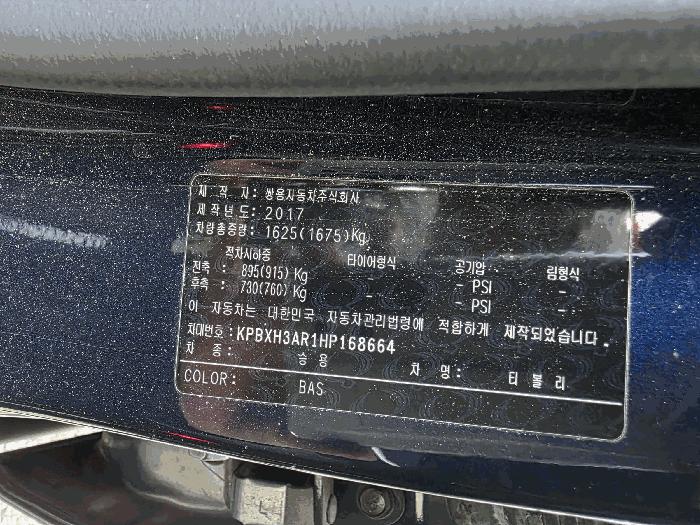 제 작 자: 쌍용자동차주식회사
제작년도: 2017
차량총중량: 1625(1675)Kg
적차시하중 타이어형식 공기압 림형식
전축: 895(915) Kg - PSI -
후축: 730(760) Kg - - PSI -
이 자동차는 대한민국 자동차관리법령에 적합하게 제작되었습니다.
차대번호: KPBXH3AR1HP168664
차 종: 승용 차 명: 티볼리
COLOR: BAS